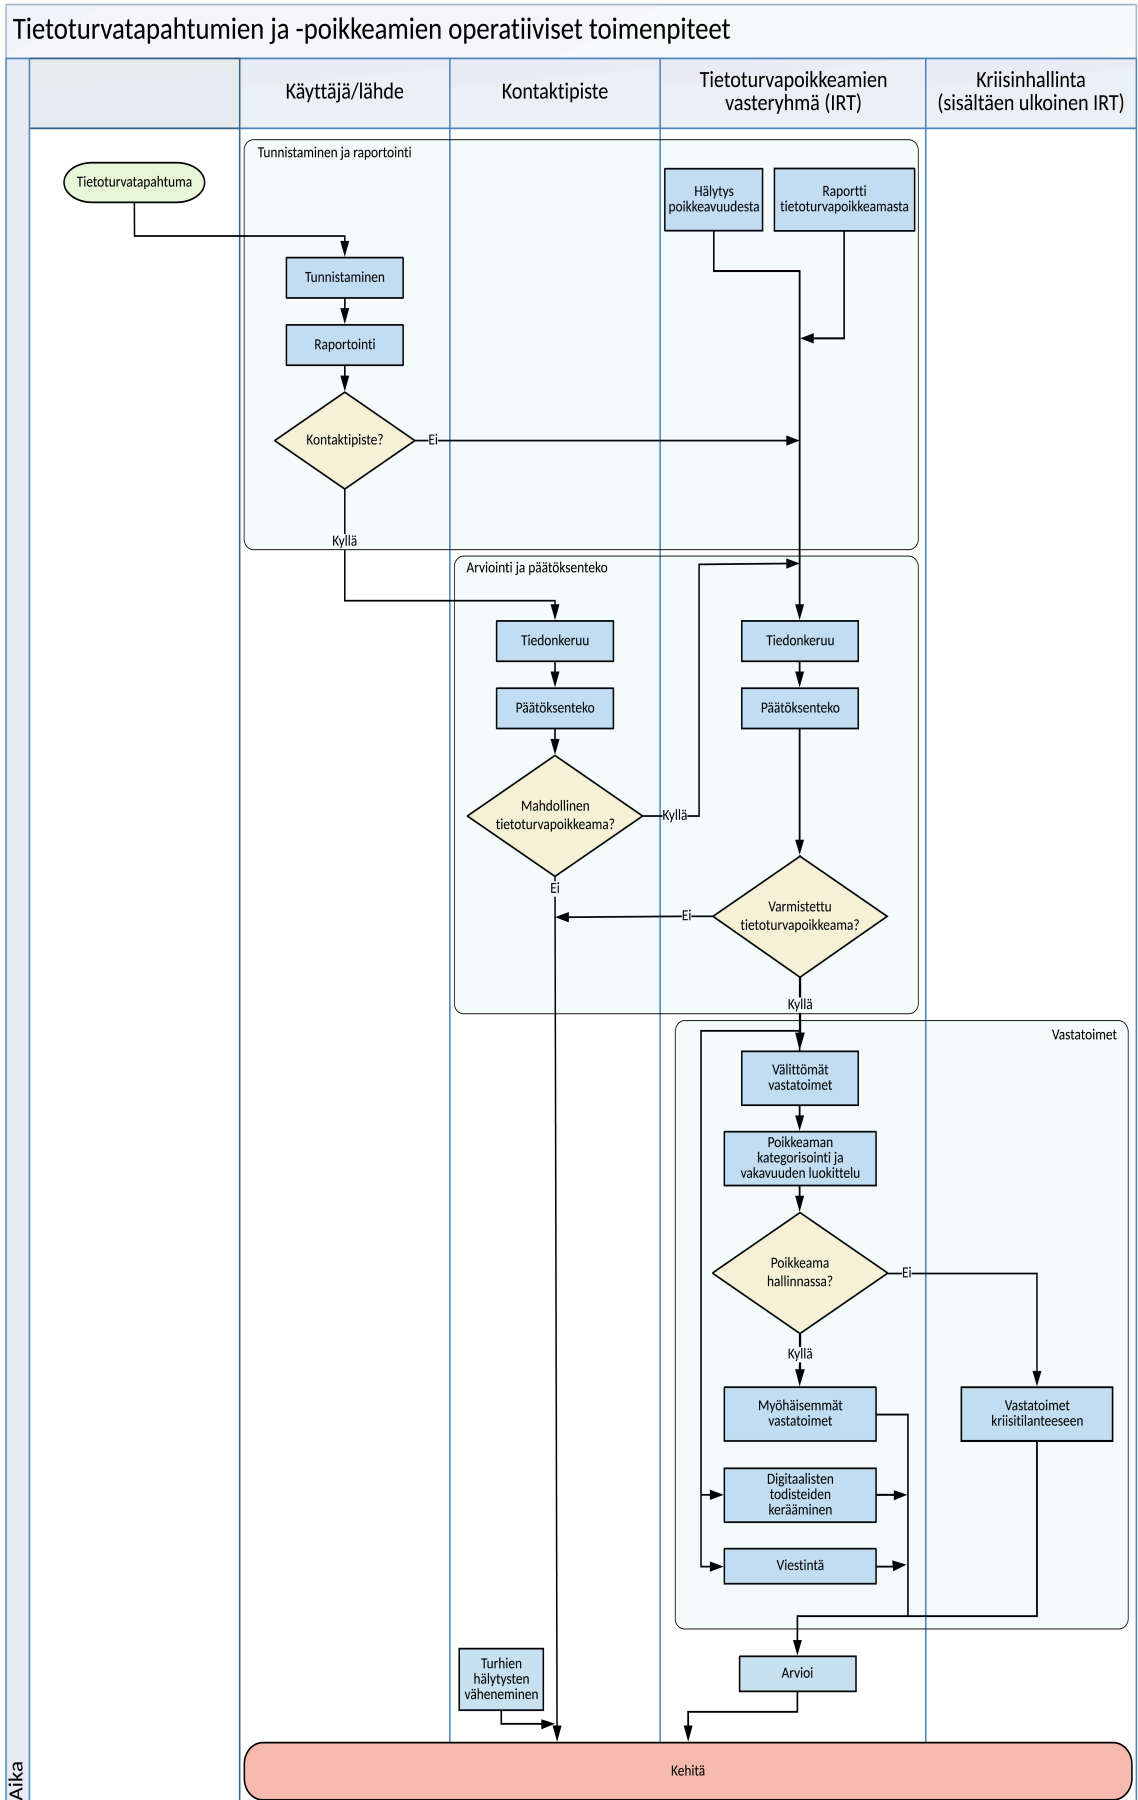 Tietoturvatapahtumien ja -poikkeamien operatiiviset toimenpiteet
Käyttäjä/lähde
Kontaktipiste
Tietoturvapoikkeamien
vasteryhmä (IRT)
Kriisinhallinta
(sisältäen ulkoinen IRT)
Tunnistaminen ja raportointi
Tietoturvatapahtuma
Hälytys
poikkeavuudesta
Raportti
tietoturvapoikkeamasta
Tunnistaminen
Raportointi
Kontaktipiste?
Ei
Kyllä
Arviointi ja päätöksenteko
Tiedonkeruu
Tiedonkeruu
Päätöksenteko
Päätöksenteko
Mahdollinen
tietoturvapoikkeama?
Kyllä
Ei
Varmistettu
tietoturvapoikkeama?
Ei
Kyllä
Vastatoimet
Välittömät
vastatoimet
Poikkeaman
kategorisointi ja
vakavuuden luokittelu
Poikkeama
hallinnassa?
Ei
Kyllä
Myöhäisemmät
vastatoimet
Vastatoimet
kriisitilanteeseen
Digitaalisten
todisteiden
kerääminen
Viestintä
Turhien
hälytysten
väheneminen
Arvioi
Kehitä
Aika